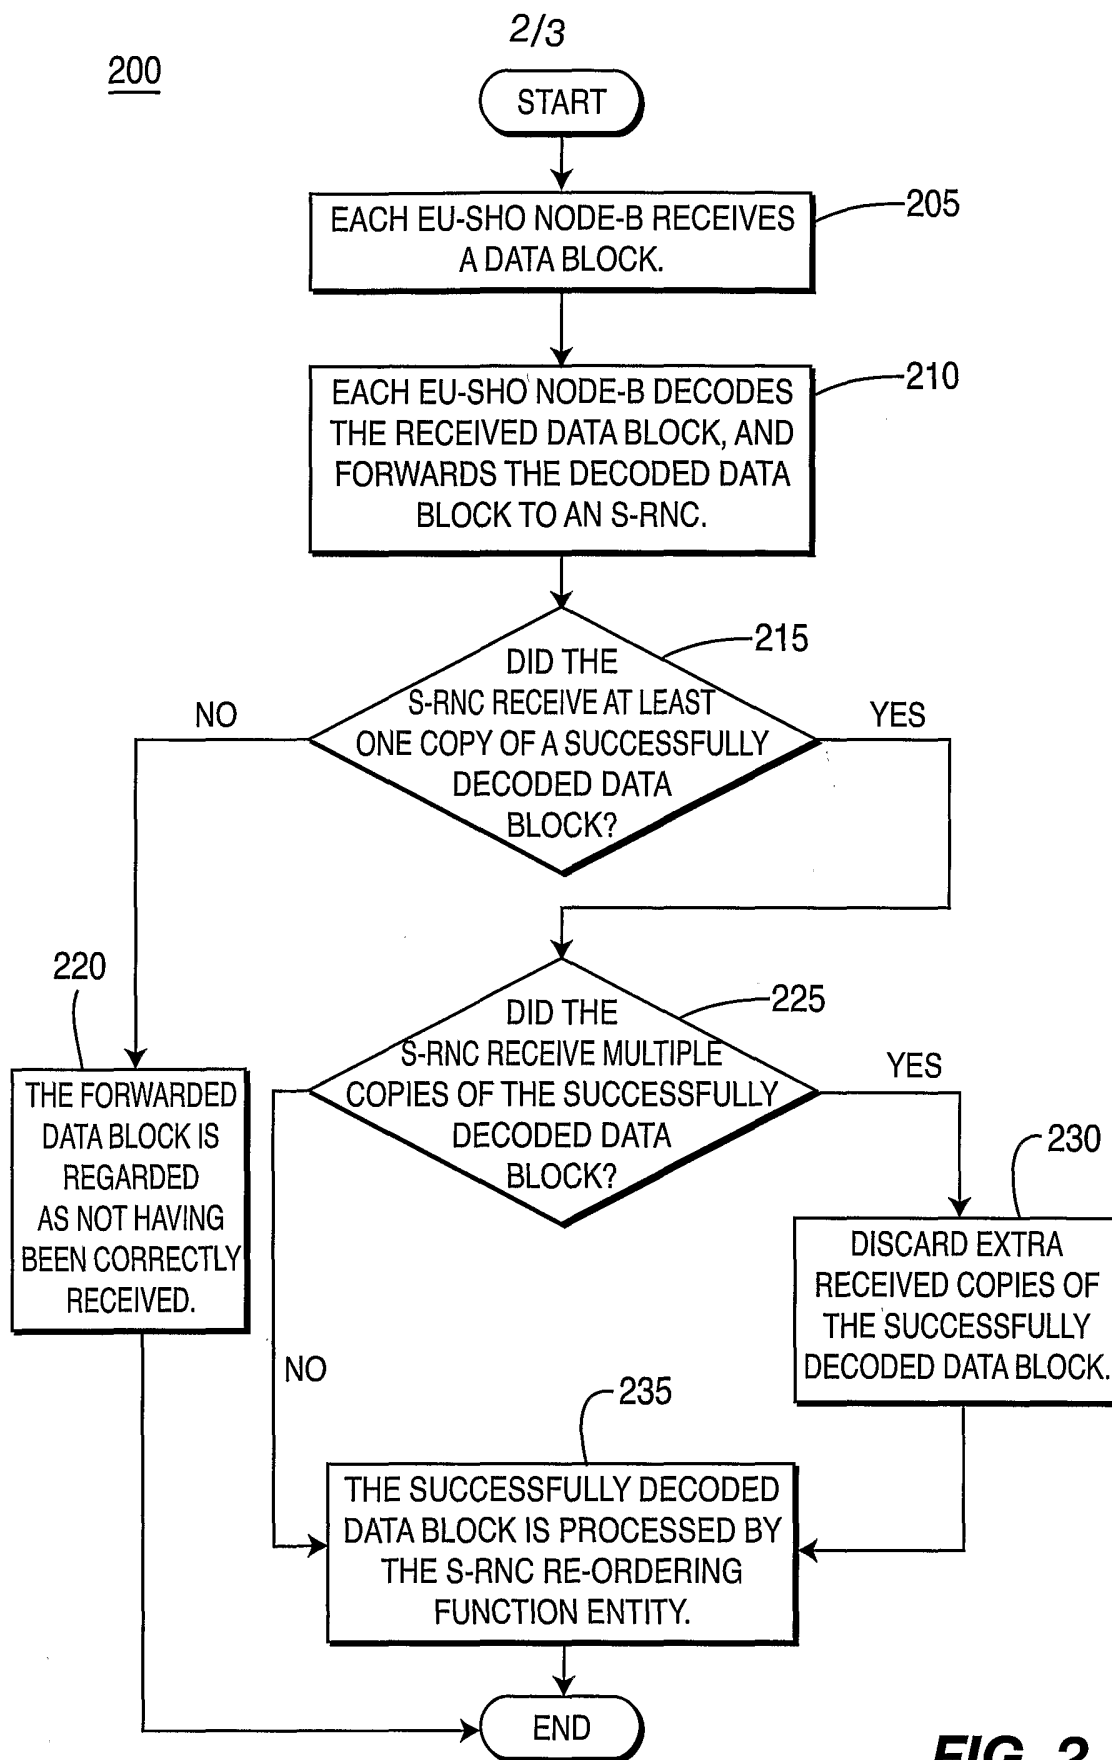 2/3
200
START
EACH EU-SHO NODE-B RECEIVES
A DATA BLOCK.
205
EACH EU-SHO NODE-B DECODES
THE RECEIVED DATA BLOCK, AND
FORWARDS THE DECODED DATA
BLOCK TO AN S-RNC.
210
DID THE
S-RNC RECEIVE AT LEAST
ONE COPY OF A SUCCESSFULLY
DECODED DATA
BLOCK?
215
NO
YES
220
THE FORWARDED
DATA BLOCK IS
REGARDED
AS NOT HAVING
BEEN CORRECTLY
RECEIVED.
DID THE
S-RNC RECEIVE MULTIPLE
COPIES OF THE SUCCESSFULLY
DECODED DATA
BLOCK?
225
YES
230
DISCARD EXTRA
RECEIVED COPIES OF
THE SUCCESSFULLY
DECODED DATA BLOCK.
NO
235
THE SUCCESSFULLY DECODED
DATA BLOCK IS PROCESSED BY
THE S-RNC RE-ORDERING
FUNCTION ENTITY.
END
FIG. 2